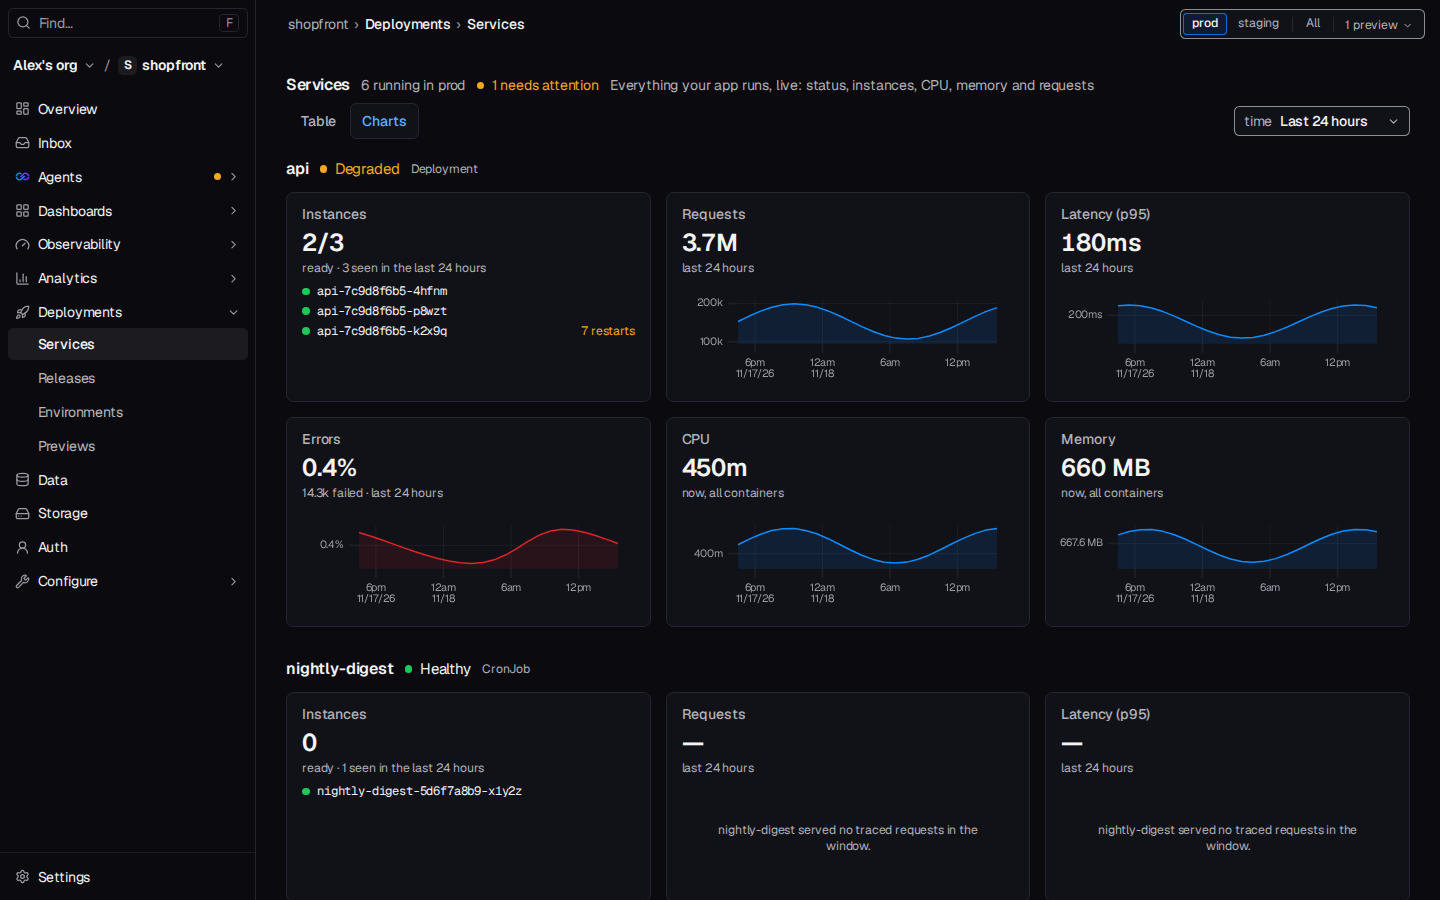 Find...
F
shopfront › Deployments › Services
prod
staging
All
1 preview
Alex's org / S shopfront
Overview
Inbox
Agents
Dashboards
Observability
Analytics
Deployments
Services
Releases
Environments
Previews
Data
Storage
Auth
Configure
Settings
Services 6 running in prod 1 needs attention Everything your app runs, live: status, instances, CPU, memory and requests
Table
Charts
time Last 24 hours
api Degraded Deployment
Instances
2/3
ready · 3 seen in the last 24 hours
api-7c9d8f6b5-4hfnm
api-7c9d8f6b5-p8wzt
api-7c9d8f6b5-k2x9q 7 restarts
Requests
3.7M
last 24 hours
200k
100k
6pm 12am 6am 12pm
11/17/26 11/18
Latency (p95)
180ms
last 24 hours
200ms
6pm 12am 6am 12pm
11/17/26 11/18
Errors
0.4%
14.3k failed · last 24 hours
0.4%
6pm 12am 6am 12pm
11/17/26 11/18
CPU
450m
now, all containers
400m
6pm 12am 6am 12pm
11/17/26 11/18
Memory
660 MB
now, all containers
667.6 MB
6pm 12am 6am 12pm
11/17/26 11/18
nightly-digest Healthy CronJob
Instances
0
ready · 1 seen in the last 24 hours
nightly-digest-5d6f7a8b9-x1y2z
Requests
—
last 24 hours
nightly-digest served no traced requests in the
window.
Latency (p95)
—
last 24 hours
nightly-digest served no traced requests in the
window.